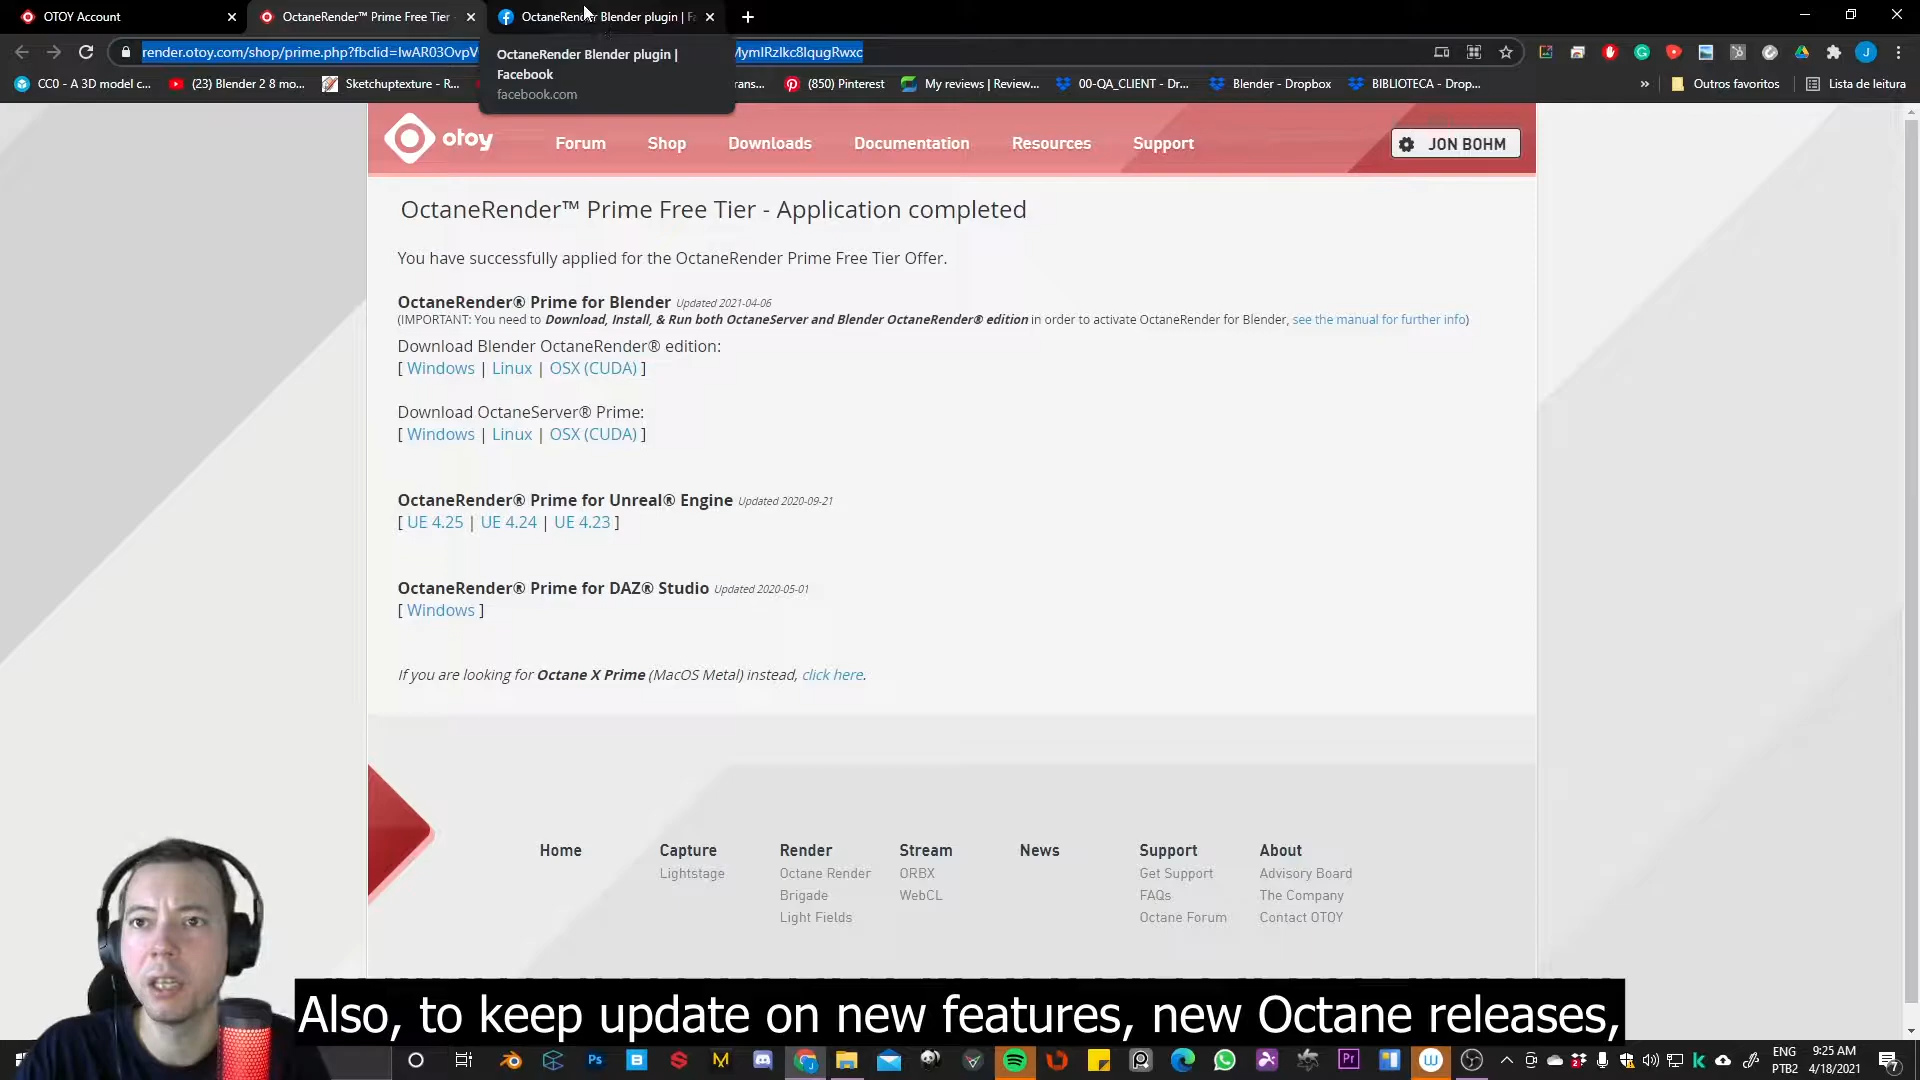 OTOY Account
OctaneRender™ Prime Free Tier -
OctaneRender Blender plugin | Fa
render.otoy.com/shop/prime.php?fbclid=IwAR03OvpV
OctaneRender Blender plugin |
Facebook
facebook.com
CC0 - A 3D model c...
(23) Blender 2 8 mo...
Sketchuptexture - R...
rans...
(850) Pinterest
My reviews | Review...
00-QA_CLIENT - Dr...
Blender - Dropbox
BIBLIOTECA - Drop...
»
Outros favoritos
Lista de leitura
otoy
Forum
Shop
Downloads
Documentation
Resources
Support
JON BOHM
OctaneRender™ Prime Free Tier - Application completed
You have successfully applied for the OctaneRender Prime Free Tier Offer.
OctaneRender® Prime for Blender Updated 2021-04-06
(IMPORTANT: You need to Download, Install, & Run both OctaneServer and Blender OctaneRender® edition in order to activate OctaneRender for Blender, see the manual for further info)
Download Blender OctaneRender® edition:
[ Windows | Linux | OSX (CUDA) ]
Download OctaneServer® Prime:
[ Windows | Linux | OSX (CUDA) ]
OctaneRender® Prime for Unreal® Engine Updated 2020-09-21
[ UE 4.25 | UE 4.24 | UE 4.23 ]
OctaneRender® Prime for DAZ® Studio Updated 2020-05-01
[ Windows ]
If you are looking for Octane X Prime (MacOS Metal) instead, click here.
Home
Capture
Lightstage
Render
Octane Render
Brigade
Light Fields
Stream
ORBX
WebCL
News
Support
Get Support
FAQs
Octane Forum
About
Advisory Board
The Company
Contact OTOY
Also, to keep update on new features, new Octane releases,
ENG
PTB2
9:25 AM
4/18/2021
7